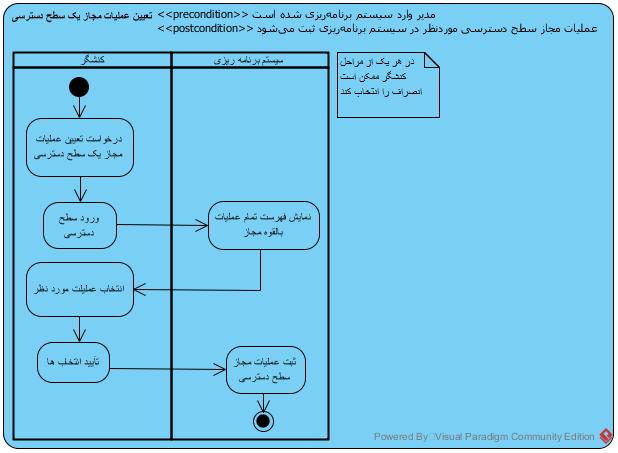 تعیین عملیات مجاز یک سطح دسترسی <<precondition>> مدیر وارد سیستم برنامه‌ریزی شده است
<<postcondition>> عملیات مجاز سطح دسترسی موردنظر در سیستم برنامه‌ریزی ثبت می‌شود
کنشگر
سیستم برنامه ریزی
در هر یک از مراحل
کنشگر ممکن است
انصراف را انتخاب کند
درخواست تعیین عملیات
مجاز یک سطح دسترسی
ورود سطح
دسترسی
نمایش فهرست تمام عملیات
بالقوه مجاز
انتخاب عملیات مورد نظر
تأیید انتخاب ها
ثبت عملیات مجاز
سطح دسترسی
Powered By Visual Paradigm Community Edition